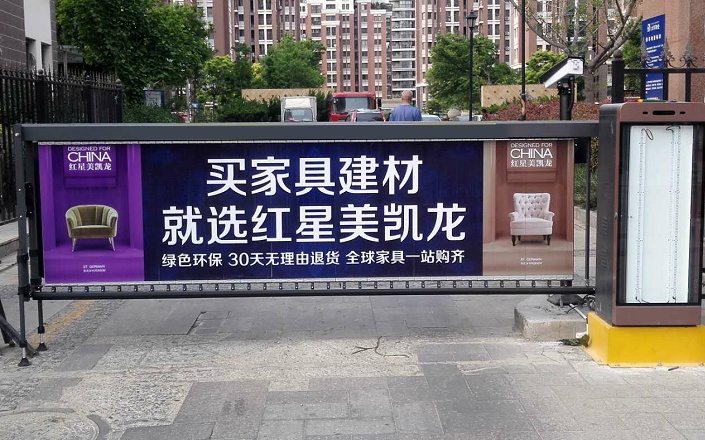 DESIGNED FOR
CHINA
红星美凯龙
买家具建材
就选红星美凯龙
绿色环保 30天无理由退货 全球家具一站购齐
DESIGNED FOR
CHINA
红星美凯龙